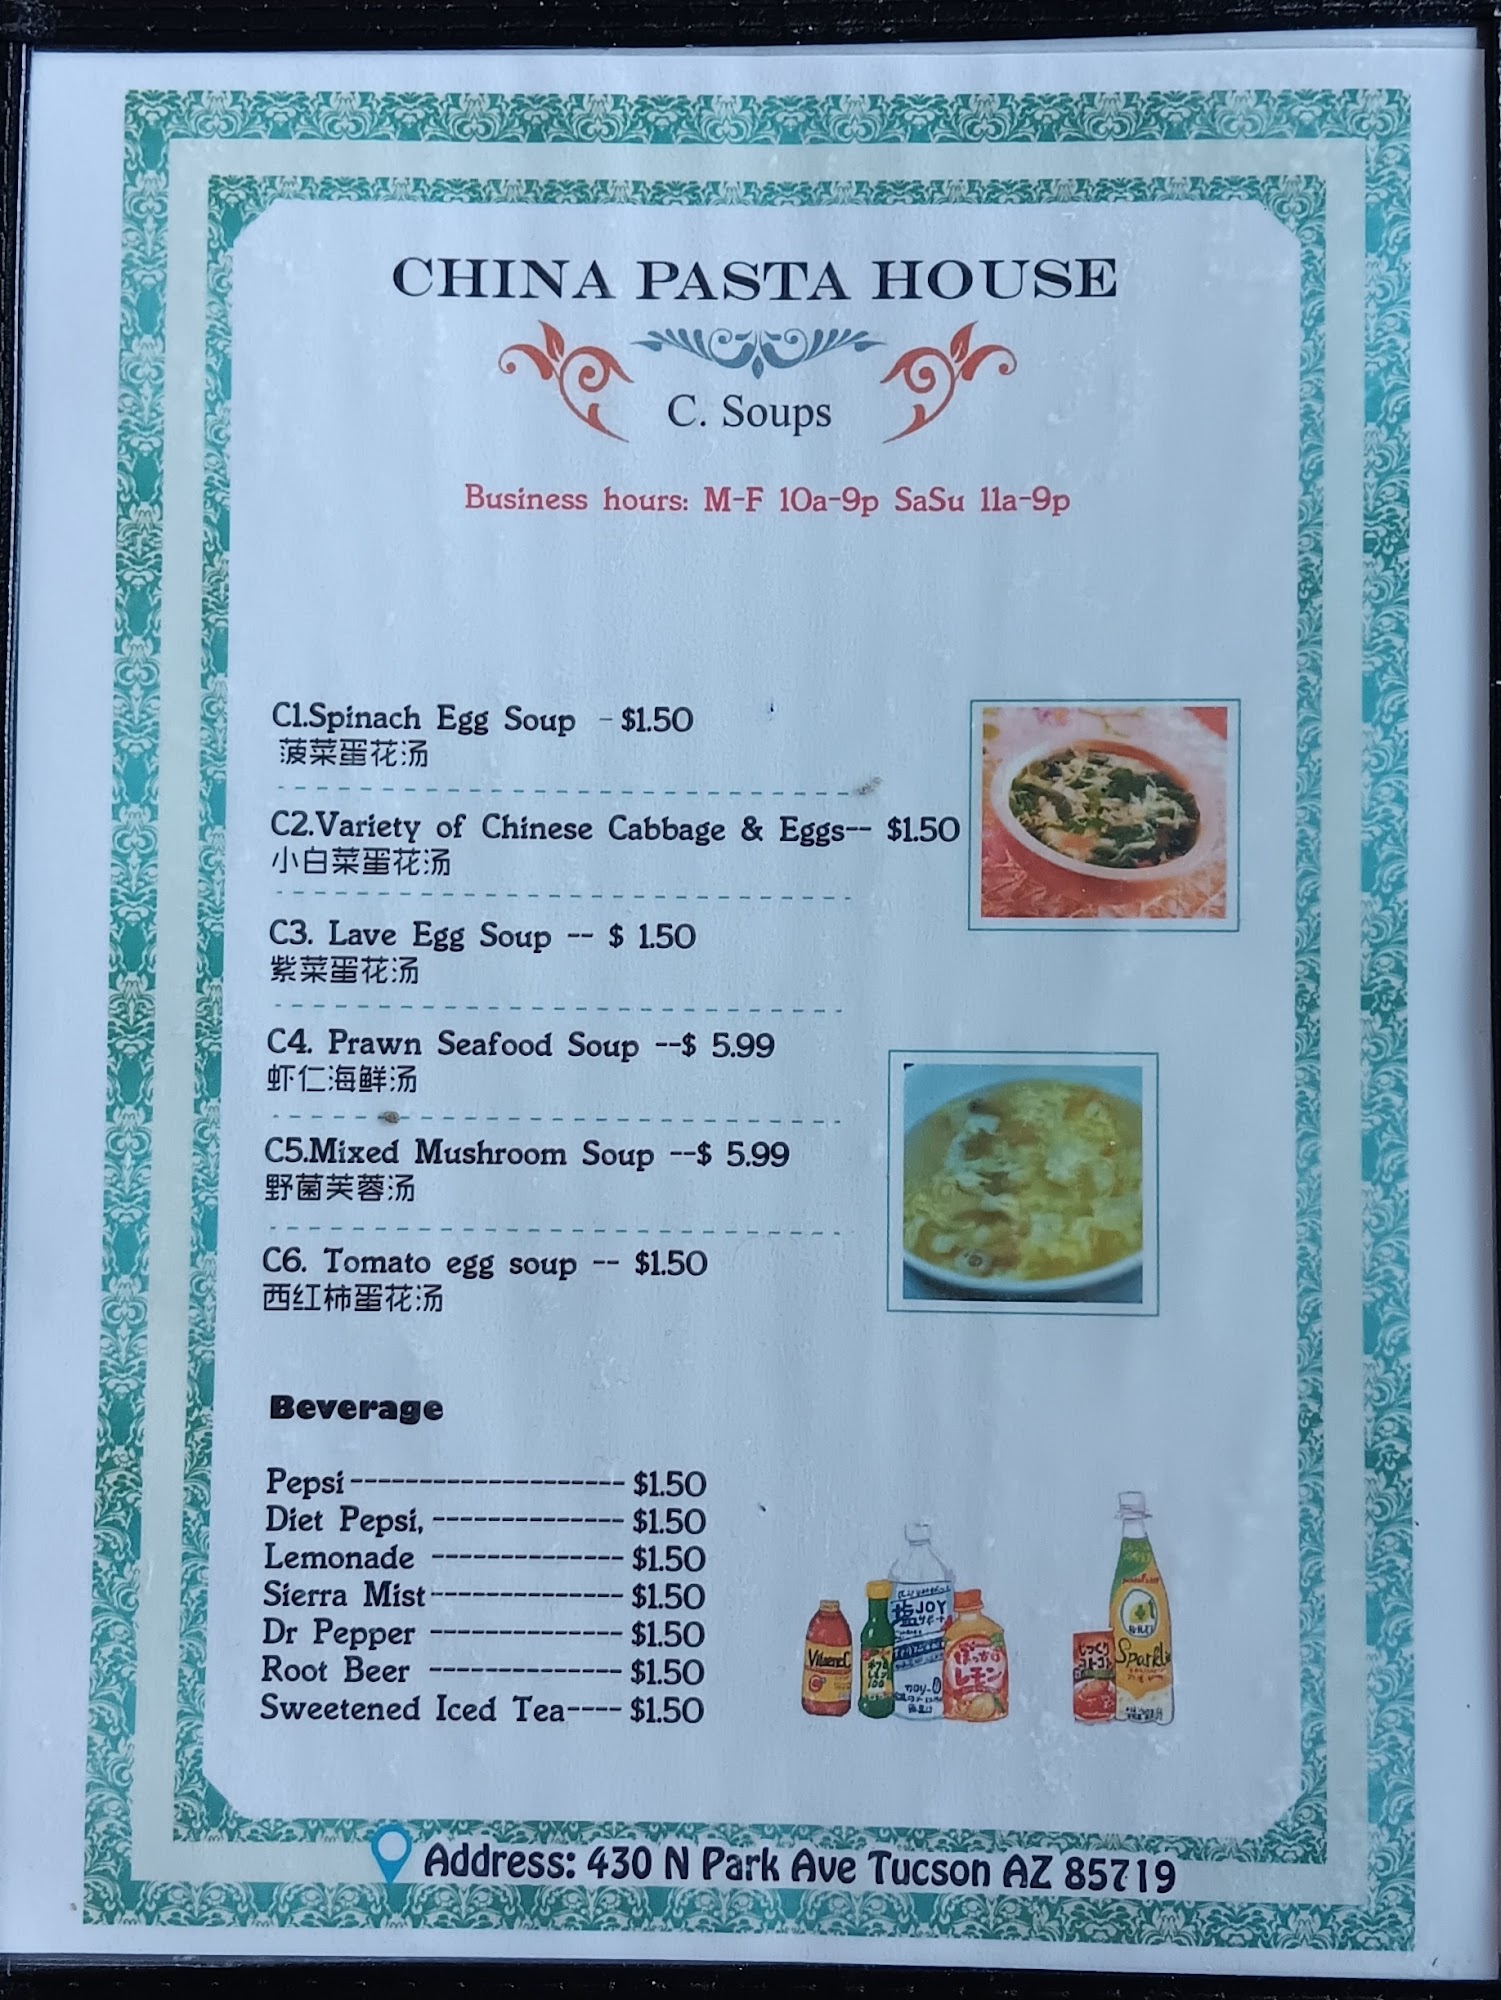 CHINA PASTA HOUSE
C. Soups
Business hours: M-F 10a-9p SaSu 11a-9p
C1.Spinach Egg Soup - $1.50
菠菜蛋花汤
C2.Variety of Chinese Cabbage & Eggs-- $1.50
小白菜蛋花汤
C3. Lave Egg Soup -- $ 1.50
紫菜蛋花汤
C4. Prawn Seafood Soup --$ 5.99
虾仁海鲜汤
C5.Mixed Mushroom Soup --$ 5.99
野菌芙蓉汤
C6. Tomato egg soup -- $1.50
西红柿蛋花汤
Beverage
Pepsi-------------------- $1.50
Diet Pepsi, -------------- $1.50
Lemonade -------------- $1.50
Sierra Mist-------------- $1.50
Dr Pepper -------------- $1.50
Root Beer -------------- $1.50
Sweetened Iced Tea---- $1.50
JOY
レモン
Address: 430 N Park Ave Tucson AZ 85719